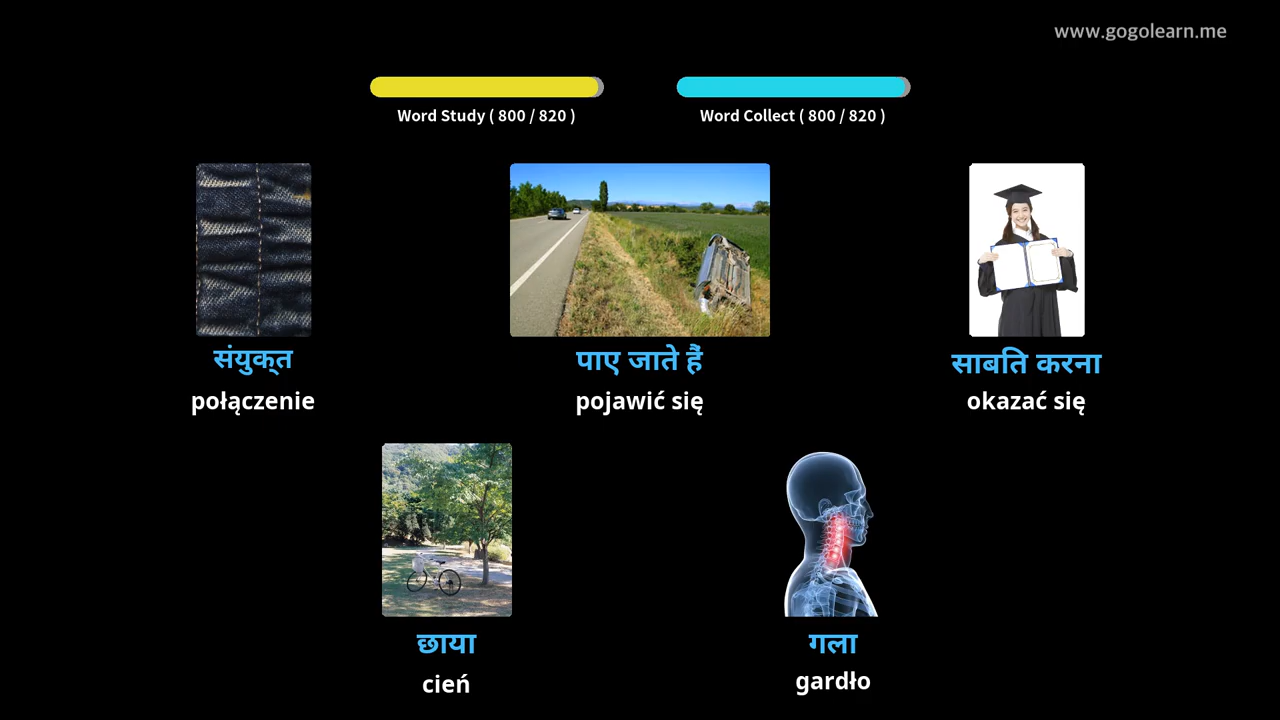 www.gogolearn.me
Word Study ( 800 / 820 )
Word Collect ( 800 / 820 )
संयुक्‌त
połączenie
पाए जाते हैं
pojawić się
साबति करना
okazać się
छाया
cień
गला
gardło